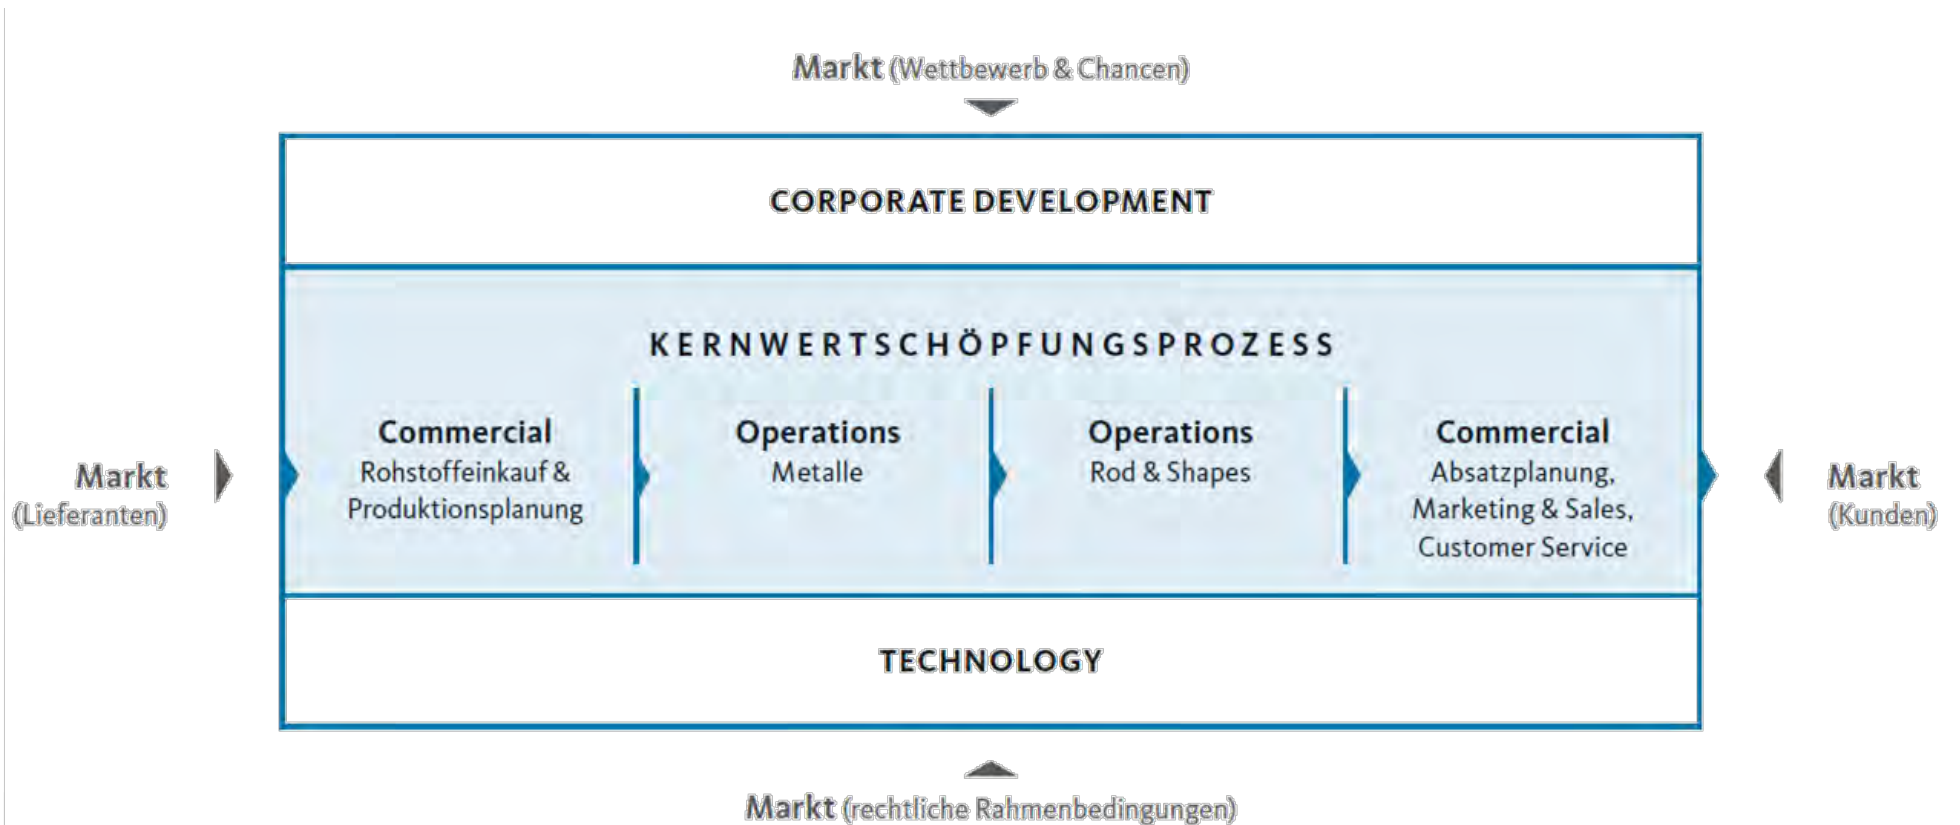 Markt (Wettbewerb & Chancen)
CORPORATE DEVELOPMENT
KERNWERTSCHÖPFUNGSPROZESS
Markt
(Lieferanten)
Commercial
Rohstoffeinkauf &
Produktionsplanung
Operations
Metalle
Operations
Rod & Shapes
Commercial
Absatzplanung,
Marketing & Sales,
Customer Service
Markt
(Kunden)
TECHNOLOGY
Markt (rechtliche Rahmenbedingungen)